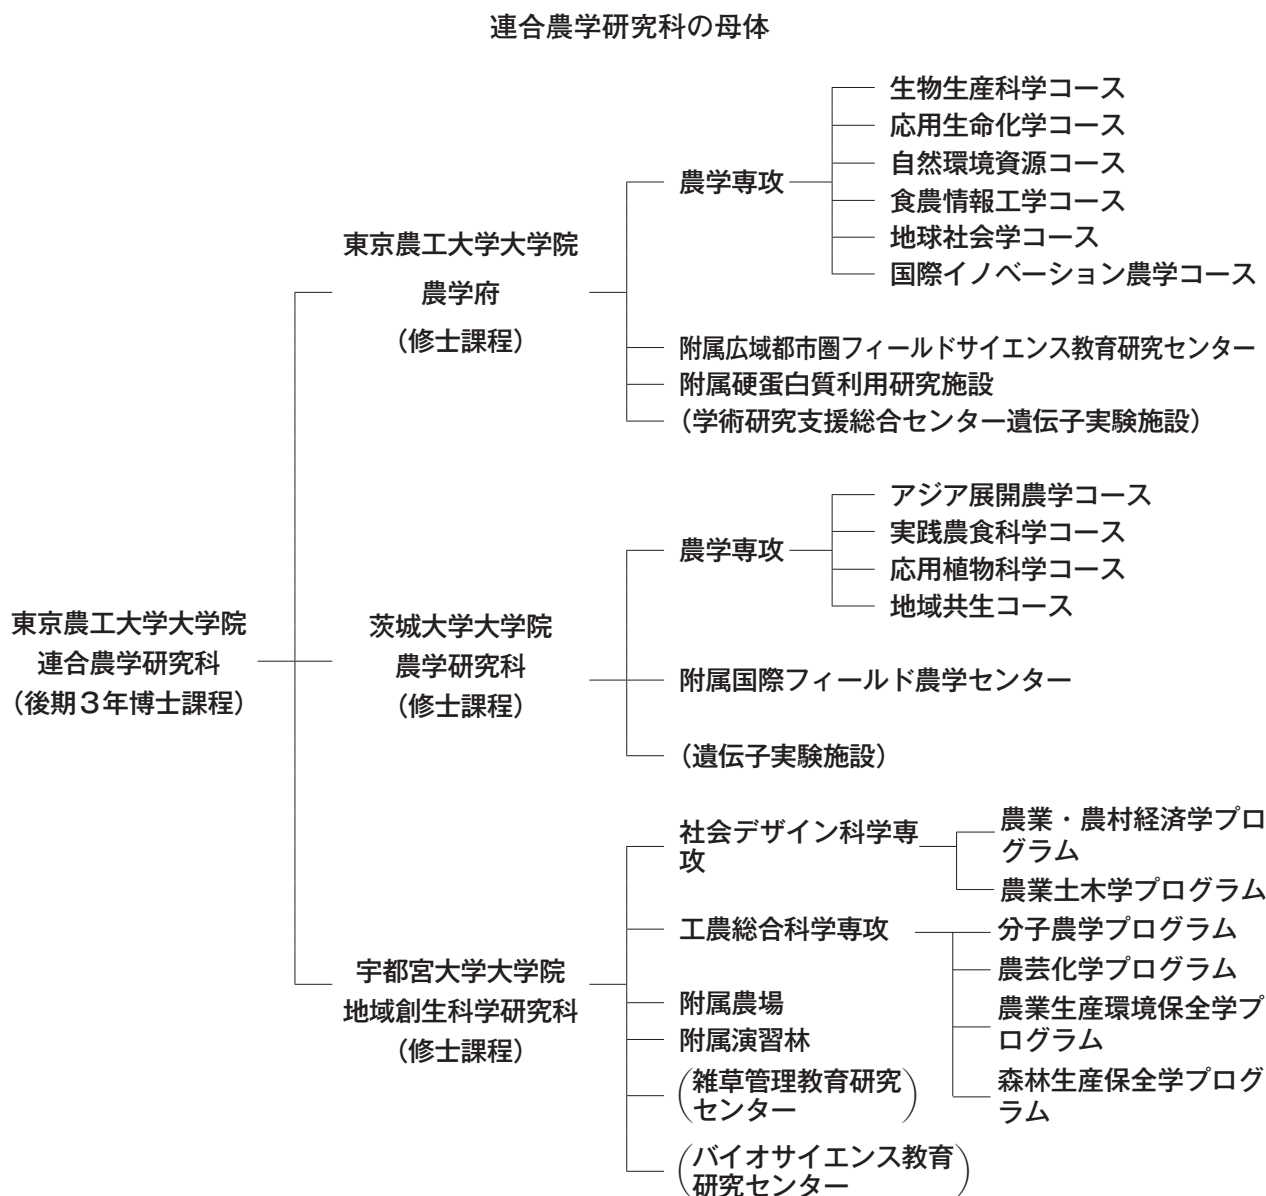 連合農学研究科の母体
東京農工大学大学院
連合農学研究科
（後期３年博士課程）
東京農工大学大学院
農学府
（修士課程）
農学専攻
生物生産科学コース
応用生命化学コース
自然環境資源コース
食農情報工学コース
地球社会学コース
国際イノベーション農学コース
附属広域都市圏フィールドサイエンス教育研究センター
附属硬蛋白質利用研究施設
（学術研究支援総合センター遺伝子実験施設）
茨城大学大学院
農学研究科
（修士課程）
農学専攻
アジア展開農学コース
実践農食科学コース
応用植物科学コース
地域共生コース
附属国際フィールド農学センター
（遺伝子実験施設）
宇都宮大学大学院
地域創生科学研究科
（修士課程）
社会デザイン科学専
攻
農業・農村経済学プロ
グラム
農業土木学プログラム
工農総合科学専攻
分子農学プログラム
農芸化学プログラム
農業生産環境保全学プ
ログラム
森林生産保全学プログ
ラム
附属農場
附属演習林
（雑草管理教育研究
センター）
（バイオサイエンス教育
研究センター）